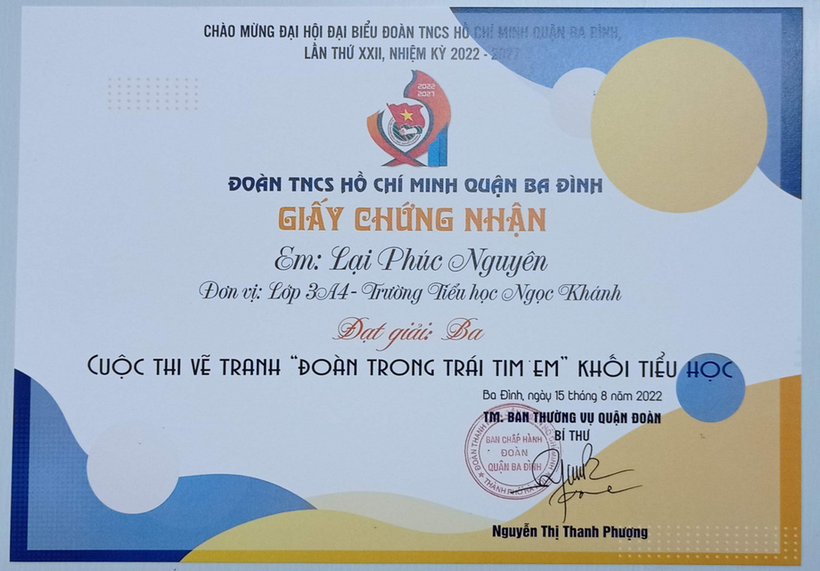 CHÀO MỪNG ĐẠI HỘI ĐẠI BIỂU ĐOÀN TNCS HỒ CHÍ MINH QUẬN BA ĐÌNH,
LẦN THỨ XXII, NHIỆM KỲ 2022 - 2027
2022
2027
ĐOÀN TNCS HỒ CHÍ MINH QUẬN BA ĐÌNH
GIẤY CHỨNG NHẬN
Em: Lại Phúc Nguyên
Đơn vị: Lớp 3A4- Trường Tiểu học Ngọc Khánh
Đạt giải: Ba
CUỘC THI VẼ TRANH “ĐOÀN TRONG TRÁI TIM EM” KHỐI TIỂU HỌC
Ba Đình, ngày 15 tháng 8 năm 2022
TM. BAN THƯỜNG VỤ QUẬN ĐOÀN
BÍ THƯ
BAN CHẤP HÀNH
ĐOÀN
QUẬN BA ĐÌNH
Nguyễn Thị Thanh Phượng